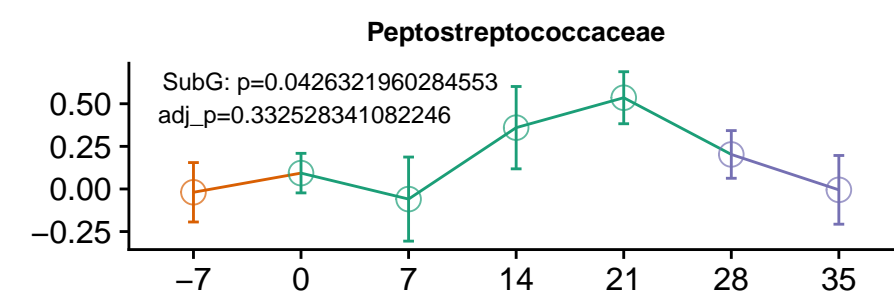 Peptostreptococcaceae
SubG: p=0.0426321960284553
adj_p=0.332528341082246
0.50
0.25
0.00
−0.25
−7 0 7 14 21 28 35